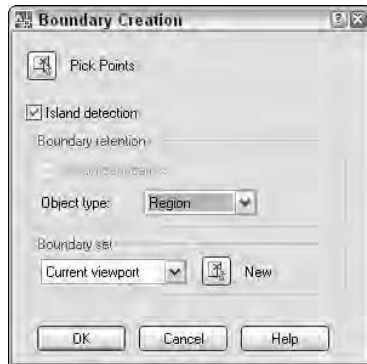 Boundary Creation
Pick Points
Island detection
Boundary retention
Object type: Region
Boundary set
Current viewport New
OK Cancel Help